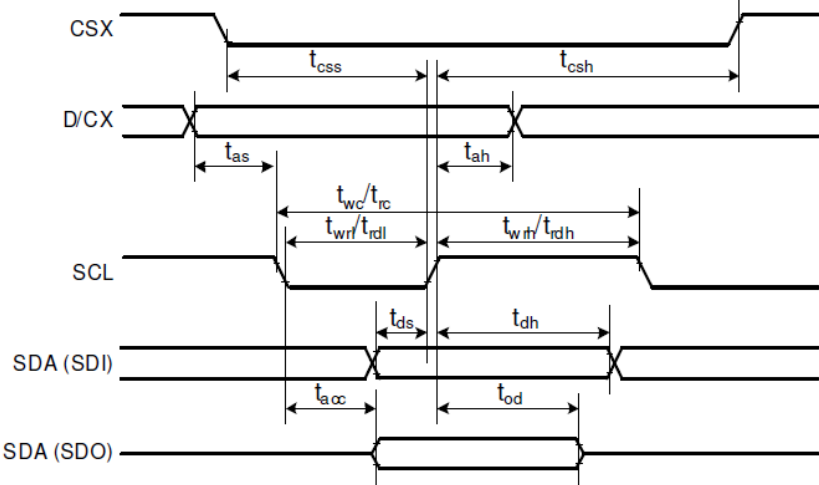 CSX
tcss
tcsh
D/CX
tas
tah
twc/trc
twrl/trdl
twrh/trdh
SCL
tds
tdh
SDA (SDI)
tacc
tod
SDA (SDO)